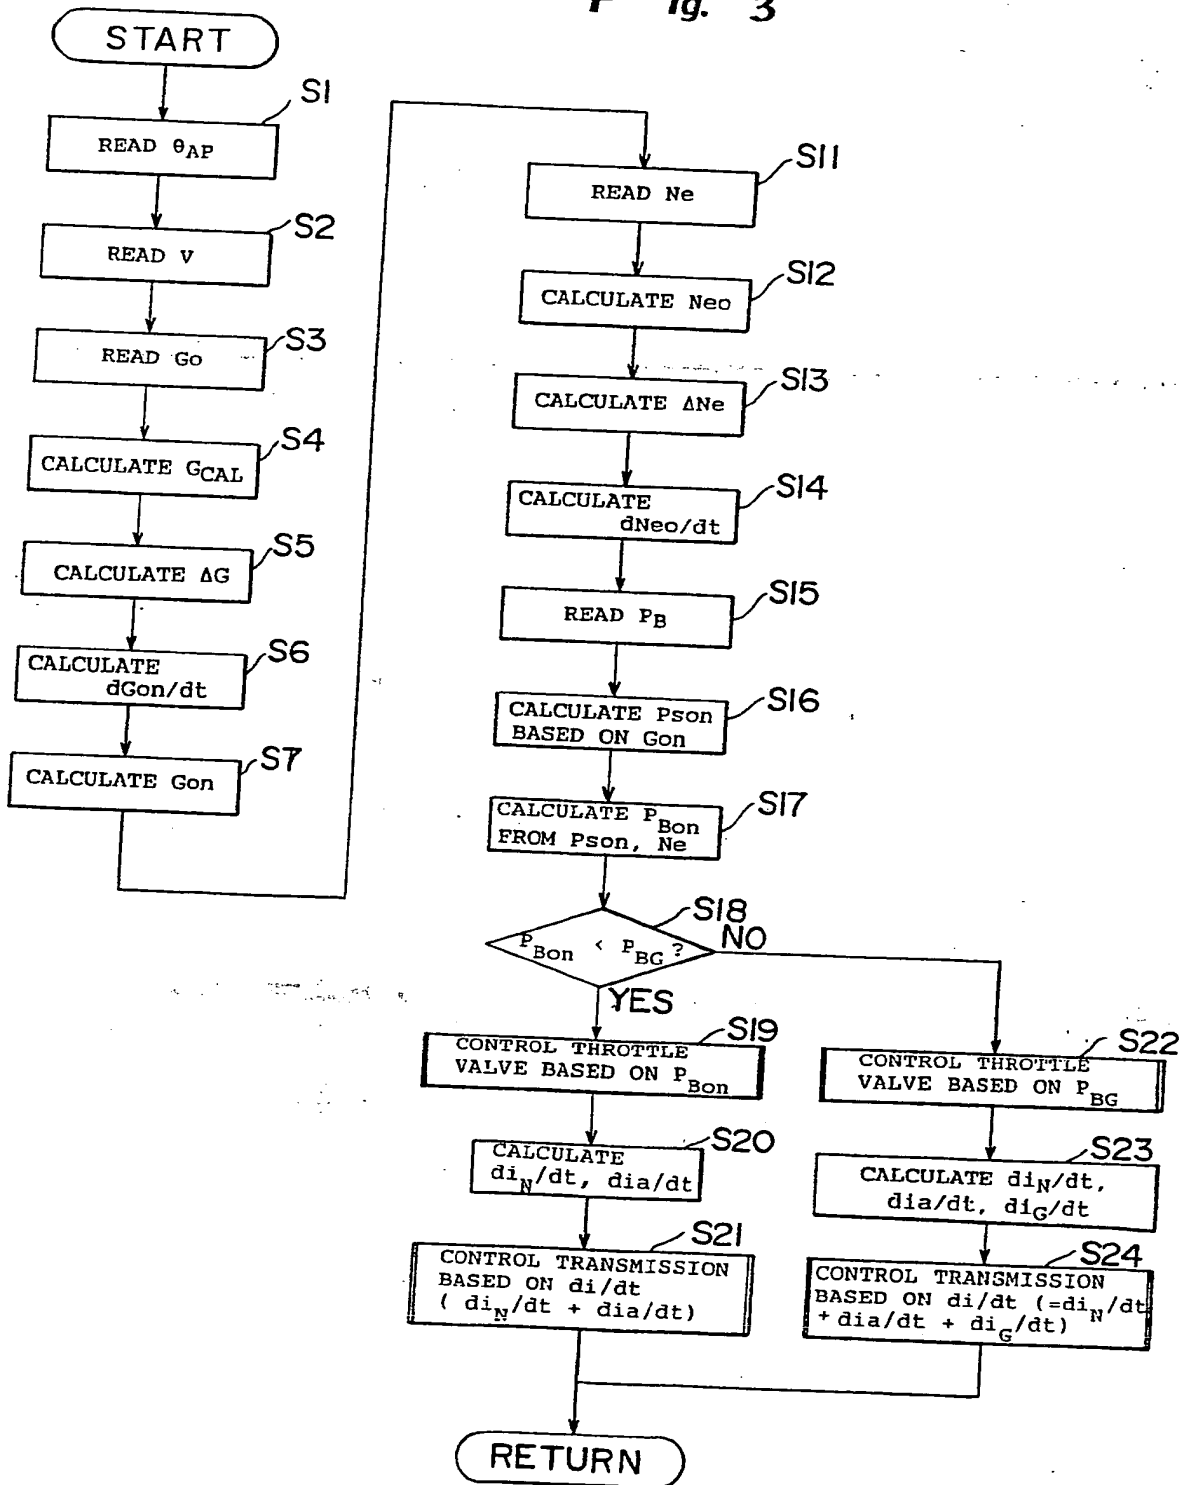 Fig. 3
START
S1
READ θAP
S2
READ V
S3
READ Go
S4
CALCULATE GCAL
S5
CALCULATE ΔG
S6
CALCULATE
dGon/dt
S7
CALCULATE Gon
S11
READ Ne
S12
CALCULATE Neo
S13
CALCULATE ΔNe
S14
CALCULATE
dNeo/dt
S15
READ PB
S16
CALCULATE Pson
BASED ON Gon
S17
CALCULATE PBon
FROM Pson, Ne
S18
PBon < PBG ?
NO
YES
S19
CONTROL THROTTLE
VALVE BASED ON PBon
S20
CALCULATE
diN/dt, dia/dt
S21
CONTROL TRANSMISSION
BASED ON di/dt
( diN/dt + dia/dt)
S22
CONTROL THROTTLE
VALVE BASED ON PBG
S23
CALCULATE diN/dt,
dia/dt, diG/dt
S24
CONTROL TRANSMISSION
BASED ON di/dt (=diN/dt
+ dia/dt + diG/dt)
RETURN